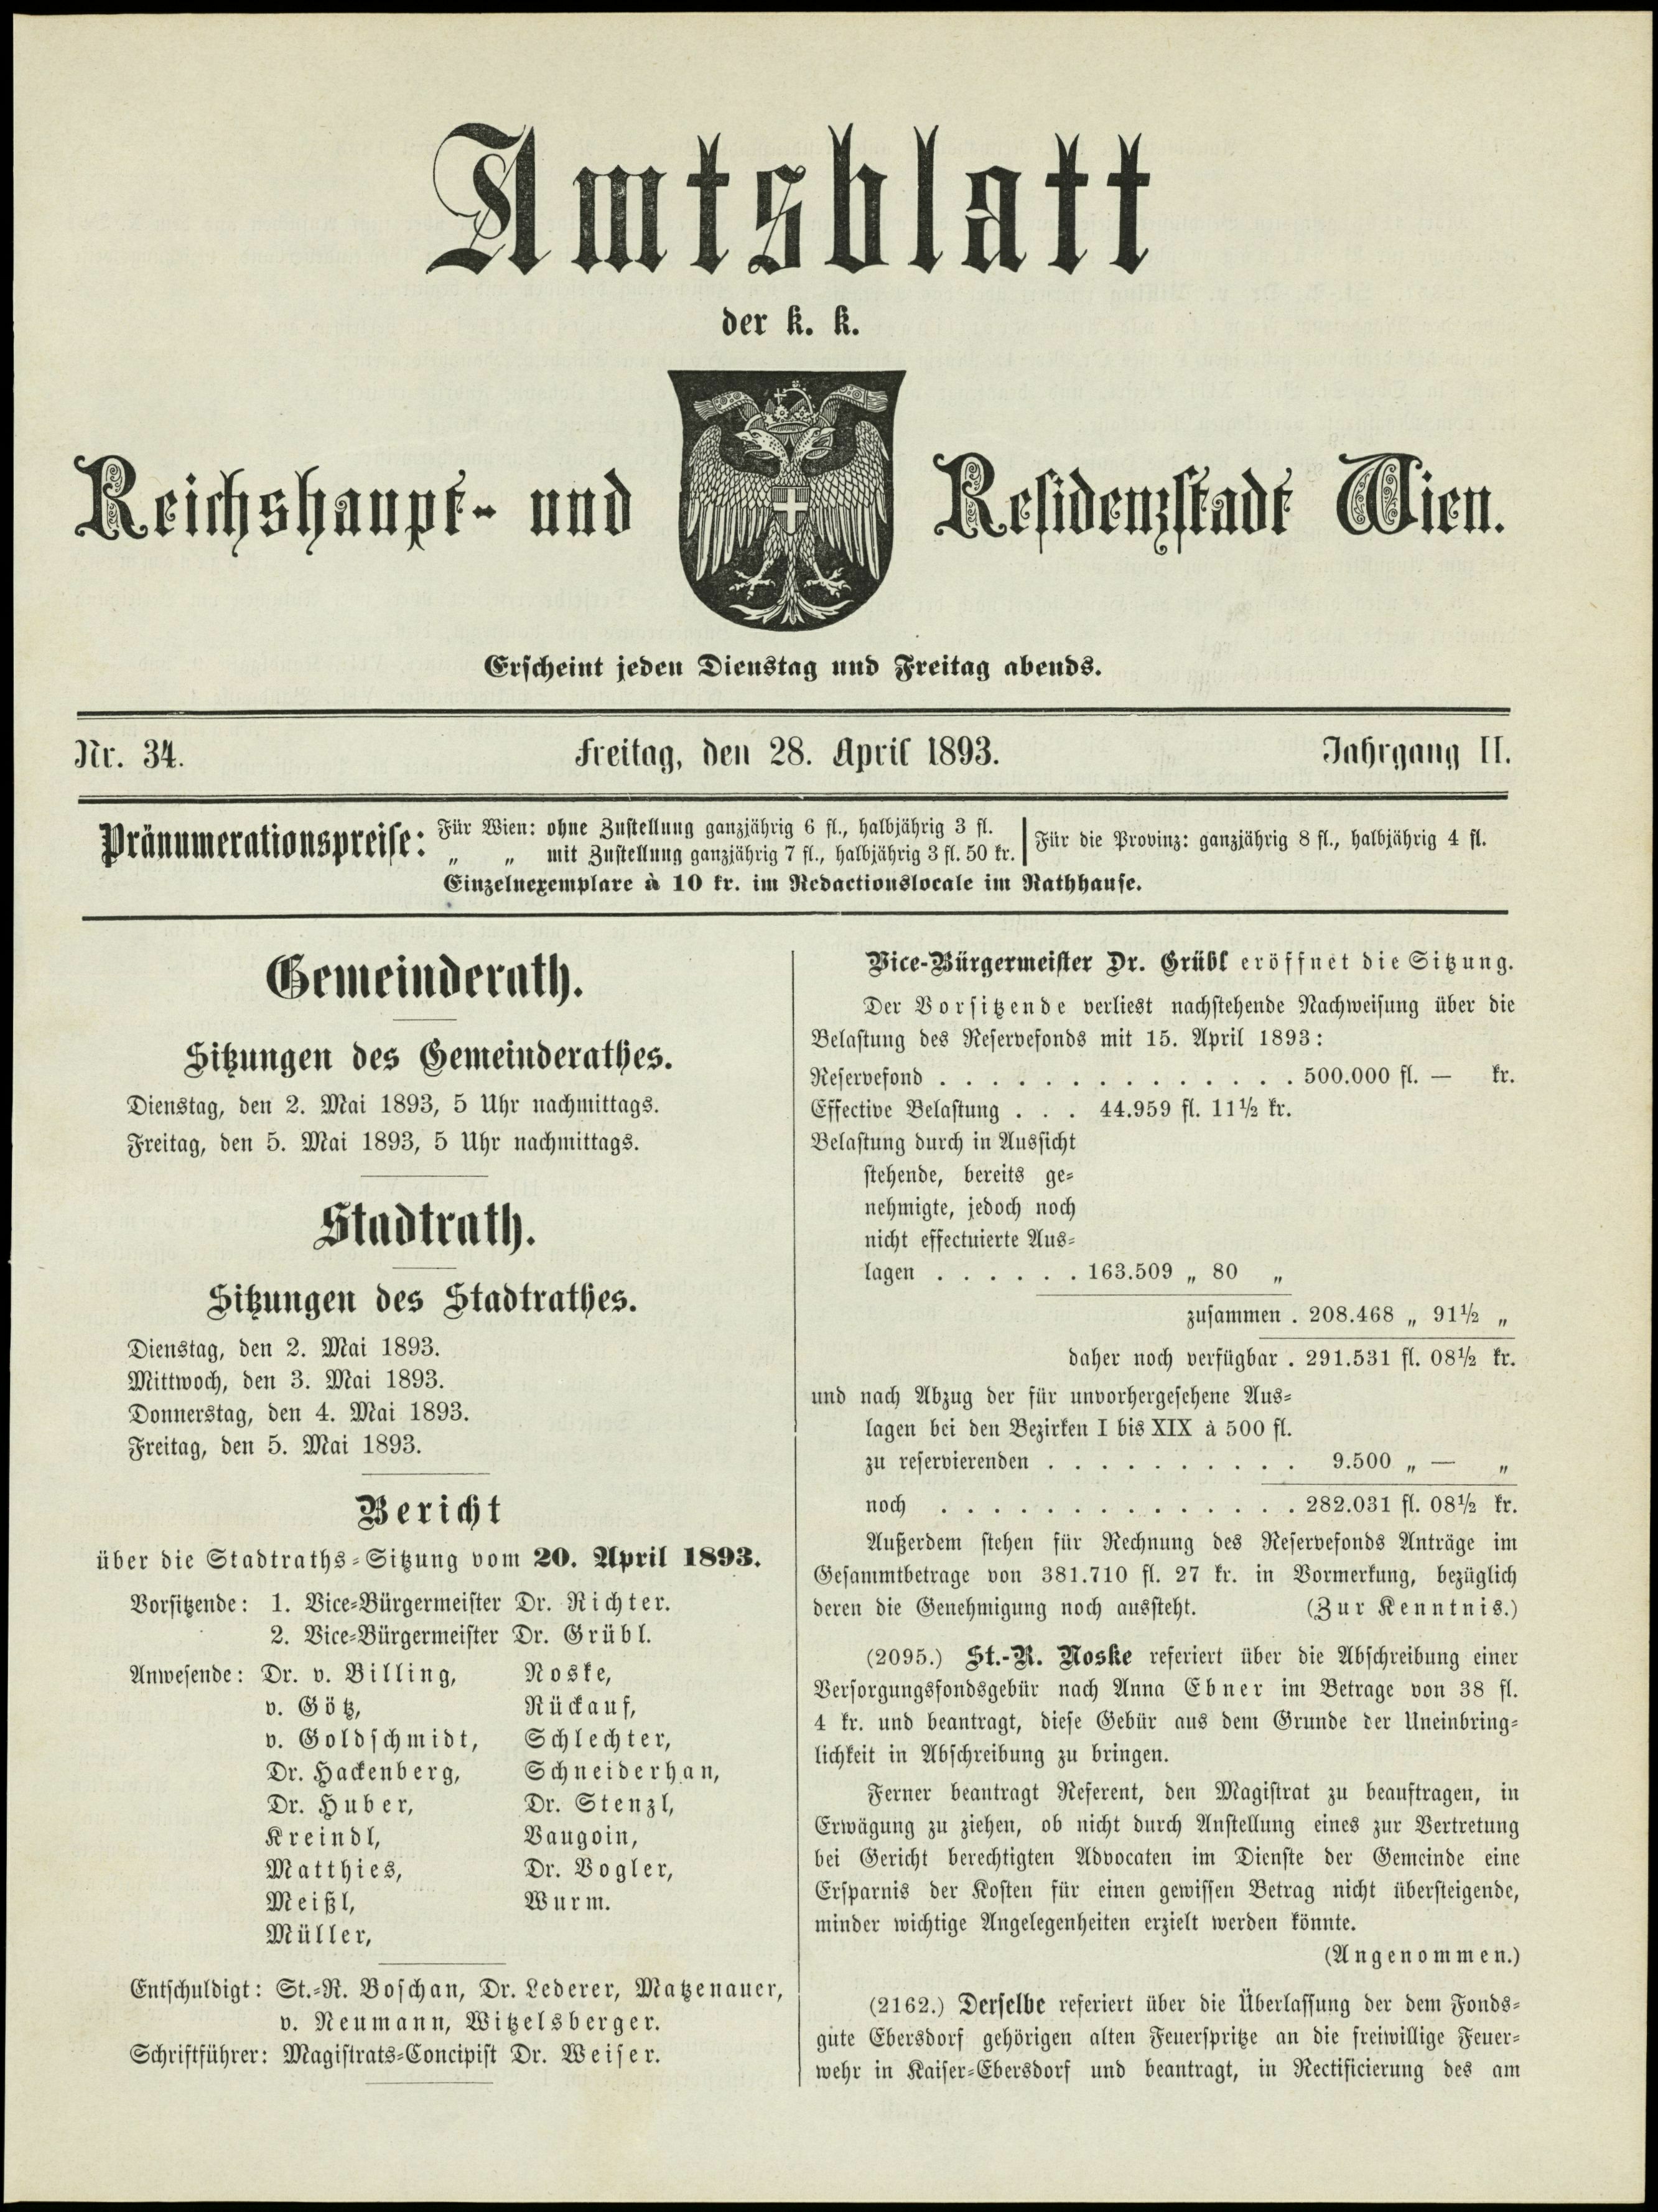 Amtsblatt
der k. k.
Reichshaupt- und Residenzstadt Wien.
Erscheint jeden Dienstag und Freitag abends.
Nr. 34. Freitag, den 28. April 1893. Jahrgang II.
Pränumerationspreise: Für Wien: ohne Zustellung ganzjährig 6 fl., halbjährig 3 fl.
„ „ mit Zustellung ganzjährig 7 fl., halbjährig 3 fl. 50 kr. Für die Provinz: ganzjährig 8 fl., halbjährig 4 fl.
Einzelnexemplare à 10 kr. im Redactionslocale im Rathhause.
Gemeinderath.
Sitzungen des Gemeinderathes.
Dienstag, den 2. Mai 1893, 5 Uhr nachmittags.
Freitag, den 5. Mai 1893, 5 Uhr nachmittags.
Stadtrath.
Sitzungen des Stadtrathes.
Dienstag, den 2. Mai 1893.
Mittwoch, den 3. Mai 1893.
Donnerstag, den 4. Mai 1893.
Freitag, den 5. Mai 1893.
Bericht
über die Stadtraths-Sitzung vom 20. April 1893.
Vorsitzende: 1. Vice-Bürgermeister Dr. Richter.
2. Vice-Bürgermeister Dr. Grübl.
Anwesende: Dr. v. Billing, Noske,
v. Götz, Rückauf,
v. Goldschmidt, Schlechter,
Dr. Hackenberg, Schneiderhan,
Dr. Huber, Dr. Stenzl,
Kreindl, Vaugoin,
Matthies, Dr. Vogler,
Meißl, Wurm.
Müller,
Entschuldigt: St.-R. Boschan, Dr. Lederer, Matzenauer,
v. Neumann, Witzelsberger.
Schriftführer: Magistrats-Concipist Dr. Weiser.
Vice-Bürgermeister Dr. Grübl eröffnet die Sitzung.
Der Vorsitzende verliest nachstehende Nachweisung über die
Belastung des Reservefonds mit 15. April 1893:
Reservefond . . . . . . . . . . . . . . 500.000 fl. — kr.
Effective Belastung . . . 44.959 fl. 11½ kr.
Belastung durch in Aussicht
stehende, bereits ge-
nehmigte, jedoch noch
nicht effectuierte Aus-
lagen . . . . . . 163.509 „ 80 „
zusammen . 208.468 „ 91½ „
daher noch verfügbar . 291.531 fl. 08½ kr.
und nach Abzug der für unvorhergesehene Aus-
lagen bei den Bezirken I bis XIX à 500 fl.
zu reservierenden . . . . . . . . . . 9.500 „ — „
noch . . . . . . . . . . . . . . 282.031 fl. 08½ kr.
Außerdem stehen für Rechnung des Reservefonds Anträge im
Gesammtbetrage von 381.710 fl. 27 kr. in Vormerkung, bezüglich
deren die Genehmigung noch aussteht. (Zur Kenntnis.)
(2095.) St.-R. Noske referiert über die Abschreibung einer
Versorgungsfondsgebür nach Anna Ebner im Betrage von 38 fl.
4 kr. und beantragt, diese Gebür aus dem Grunde der Uneinbring-
lichkeit in Abschreibung zu bringen.
Ferner beantragt Referent, den Magistrat zu beauftragen, in
Erwägung zu ziehen, ob nicht durch Anstellung eines zur Vertretung
bei Gericht berechtigten Advocaten im Dienste der Gemeinde eine
Ersparnis der Kosten für einen gewissen Betrag nicht übersteigende,
minder wichtige Angelegenheiten erzielt werden könnte.
(Angenommen.)
(2162.) Derselbe referiert über die Überlassung der dem Fonds-
gute Ebersdorf gehörigen alten Feuerspritze an die freiwillige Feuer-
wehr in Kaiser-Ebersdorf und beantragt, in Rectificierung des am